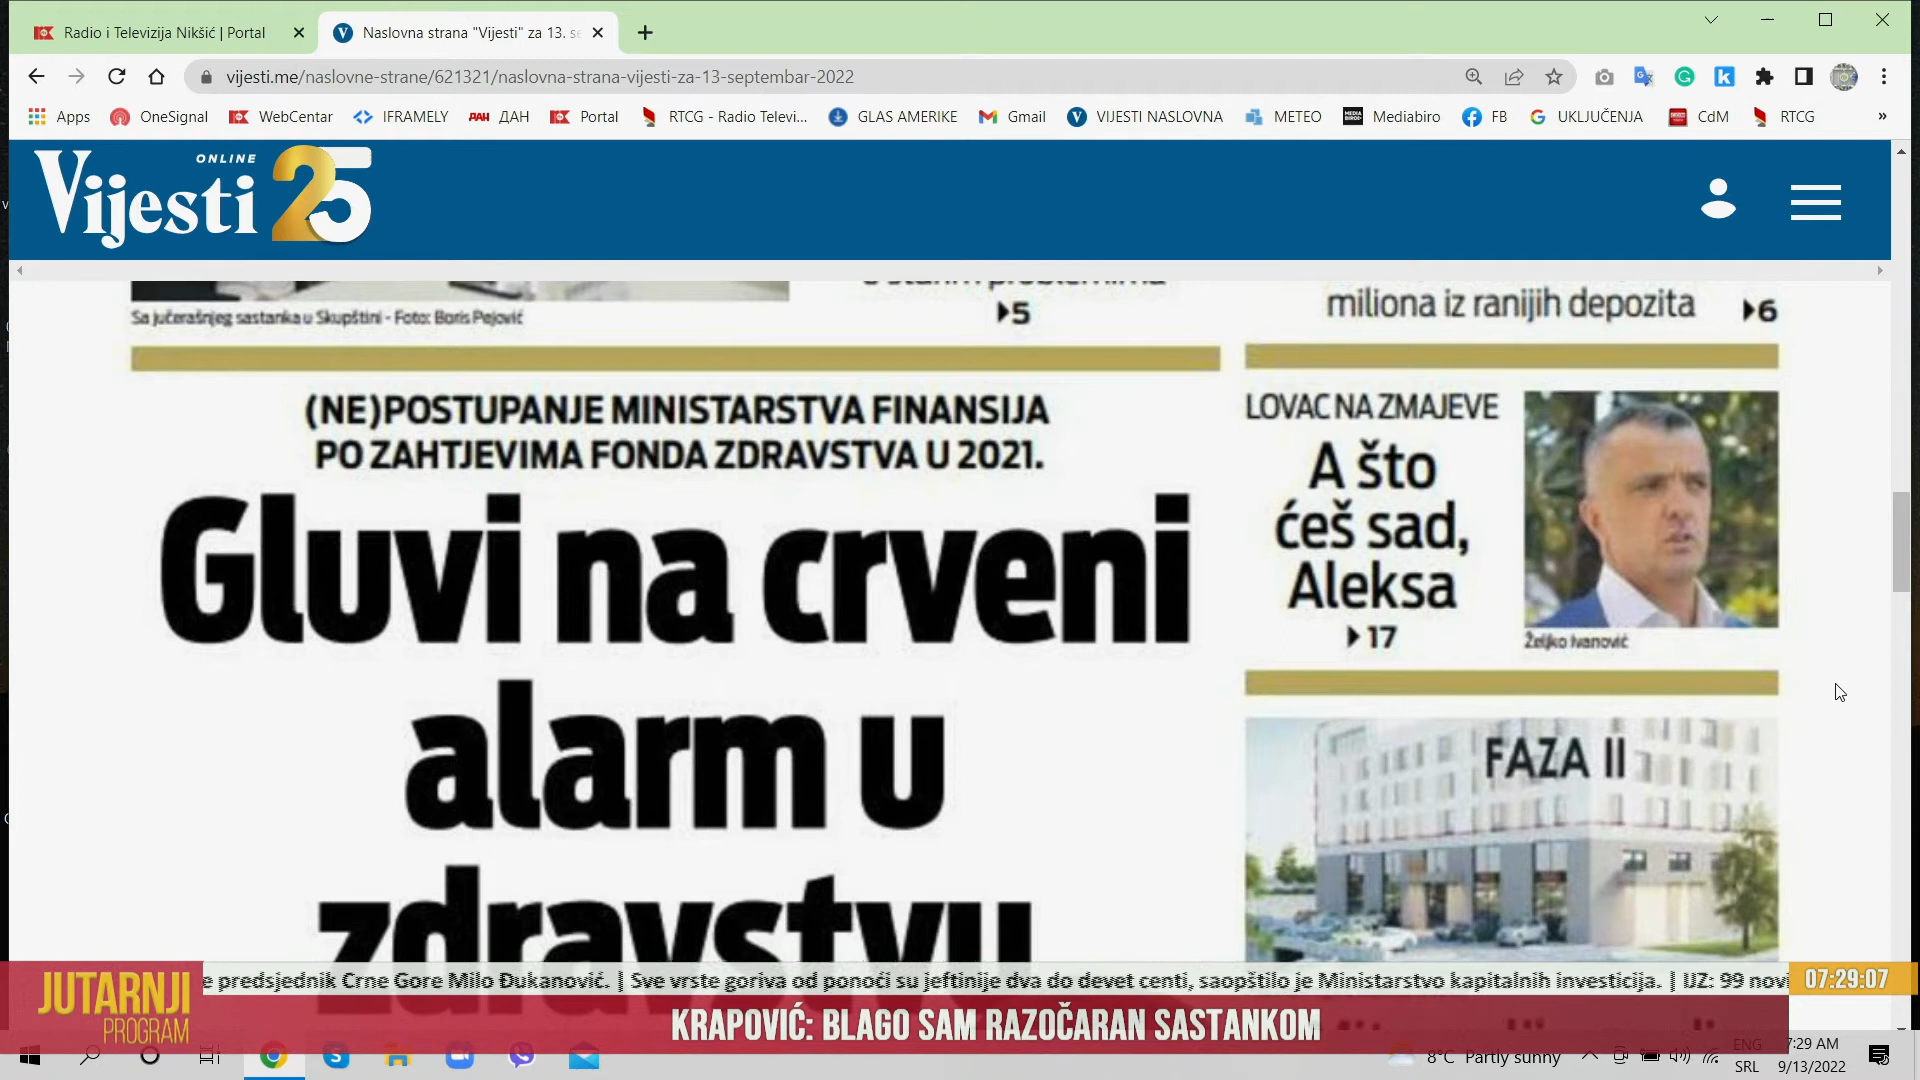 Radio i Televizija Nikšić | Portal
Naslovna strana "Vijesti" za 13. se
vijesti.me/naslovne-strane/621321/naslovna-strana-vijesti-za-13-septembar-2022
Apps
OneSignal
WebCentar
IFRAMELY
ДАН ДАН
Portal
RTCG - Radio Televi...
GLAS AMERIKE
Gmail
VIJESTI NASLOVNA
METEO
MEDIA BIRO
Mediabiro
FB
UKLJUČENJA
CdM
RTCG
»
ONLINE
Vijesti 25
Sa jučerašnjeg sastanka u Skupštini - Foto: Boris Pejović
5
miliona iz ranijih depozita 6
(NE)POSTUPANJE MINISTARSTVA FINANSIJA
PO ZAHTJEVIMA FONDA ZDRAVSTVA U 2021.
Gluvi na crveni
alarm u
zdravstvu
LOVAC NA ZMAJEVE
A što
ćeš sad,
Aleksa
17
Željko Ivanović
FAZA II
JUTARNJI
PROGRAM
e predsjednik Crne Gore Milo Đukanović. | Sve vrste goriva od ponoći su jeftinije dva do devet centi, saopštilo je Ministarstvo kapitalnih investicija. | UZ: 99 novi
07:29:07
KRAPOVIĆ: BLAGO SAM RAZOČARAN SASTANKOM
8°C Partly sunny
ENG
SRL
7:29 AM
9/13/2022